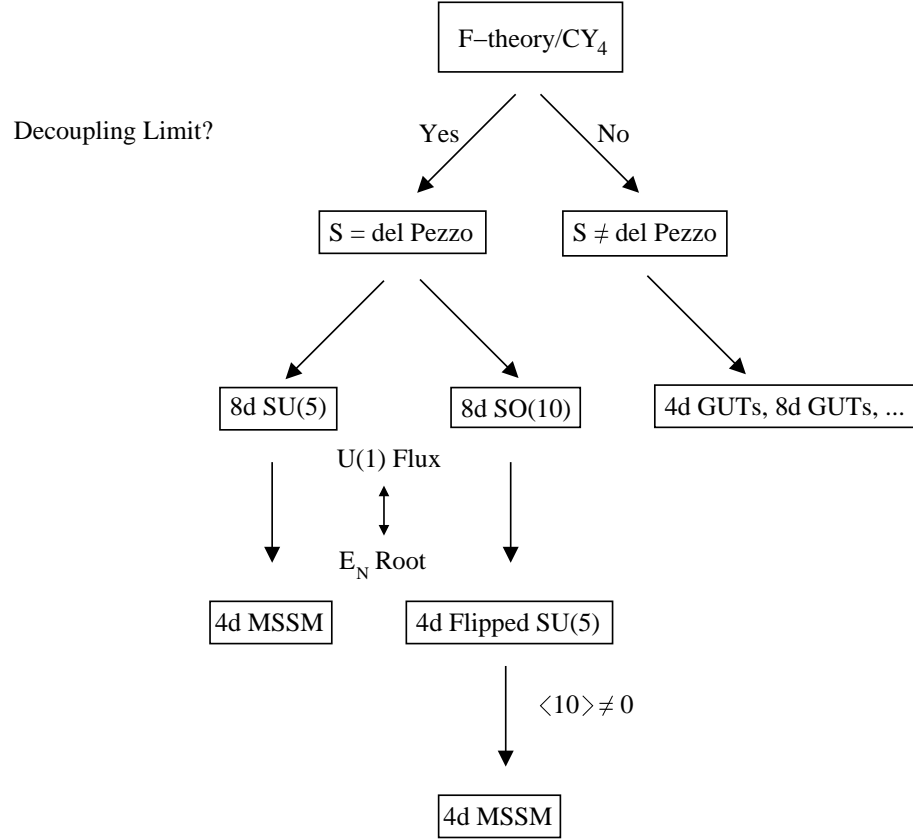 F–theory/CY4
Decoupling Limit?
Yes
No
S = del Pezzo
S ≠ del Pezzo
8d SU(5)
8d SO(10)
4d GUTs, 8d GUTs, ...
U(1) Flux
EN Root
4d MSSM
4d Flipped SU(5)
⟨10⟩ ≠ 0
4d MSSM